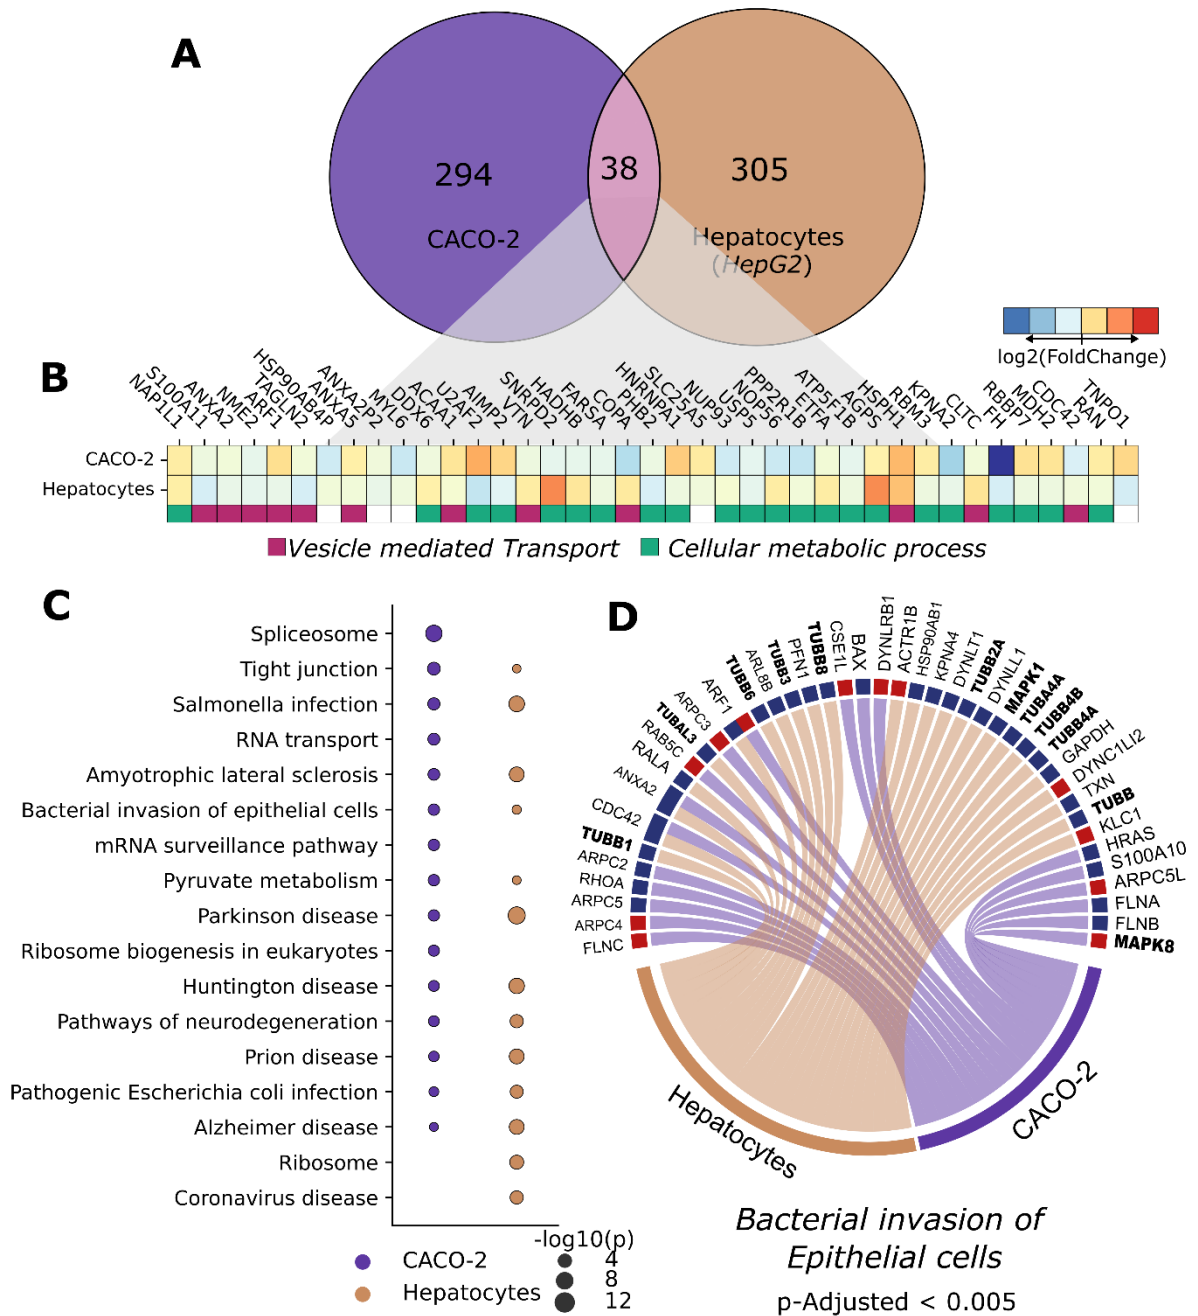 A
294
38
305
CACO-2
Hepatocytes
(HepG2)
log2(FoldChange)
B
NAP1L1
S100A11
ANXA2
NME2
ARF1
TAGLN2
HSP90AB4P
ANXA5
ANXA2P2
MYL6
DDX6
ACAA1
U2AF2
AIMP2
VTN
SNRPD2
HADHB
FARSA
COPA
PHB2
HNRNPA1
SLC25A5
NUP93
USP5
NOP56
PPP2R1B
ETFA
ATP5F1B
AGPS
HSPH1
RBM3
KPNA2
CLTC
FH
RBBP7
MDH2
CDC42
RAN
TNPO1
CACO-2
Hepatocytes
Vesicle mediated Transport
Cellular metabolic process
C
Spliceosome
Tight junction
Salmonella infection
RNA transport
Amyotrophic lateral sclerosis
Bacterial invasion of epithelial cells
mRNA surveillance pathway
Pyruvate metabolism
Parkinson disease
Ribosome biogenesis in eukaryotes
Huntington disease
Pathways of neurodegeneration
Prion disease
Pathogenic Escherichia coli infection
Alzheimer disease
Ribosome
Coronavirus disease
-log10(p)
CACO-2
Hepatocytes
4
8
12
D
FLNC
ARPC4
ARPC5
RHOA
ARPC2
TUBB1
CDC42
ANXA2
RALA
RAB5C
TUBAL3
ARPC3
ARF1
TUBB6
ARL8B
TUBB3
PFN1
TUBB8
CSE1L
BAX
DYNLRB1
ACTR1B
HSP90AB1
KPNA4
DYNLT1
TUBB2A
DYNLL1
MAPK1
TUBA4A
TUBB4B
TUBB4A
GAPDH
DYNC1LI2
TXN
TUBB
KLC1
HRAS
S100A10
ARPC5L
FLNA
FLNB
MAPK8
Hepatocytes
CACO-2
Bacterial invasion of
Epithelial cells
p-Adjusted < 0.005